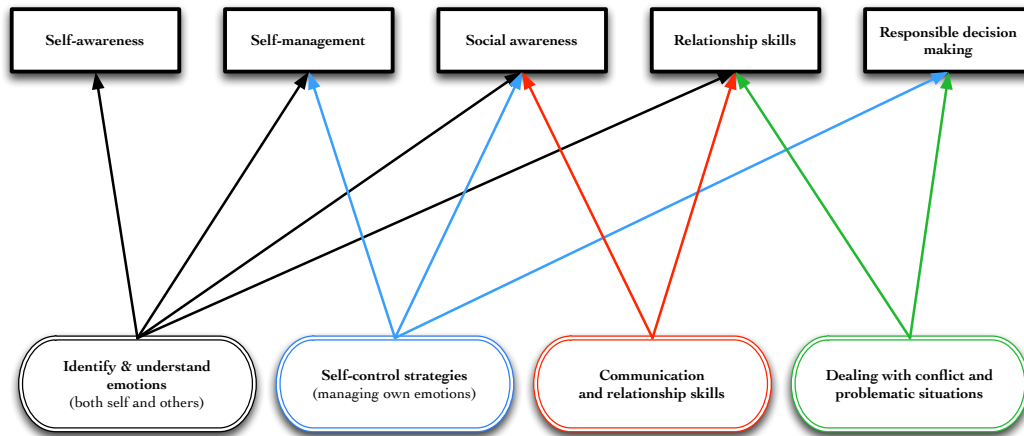 Self-awareness
Self-management
Social awareness
Relationship skills
Responsible decision
making
Identify & understand
emotions
(both self and others)
Self-control strategies
(managing own emotions)
Communication
and relationship skills
Dealing with conflict and
problematic situations